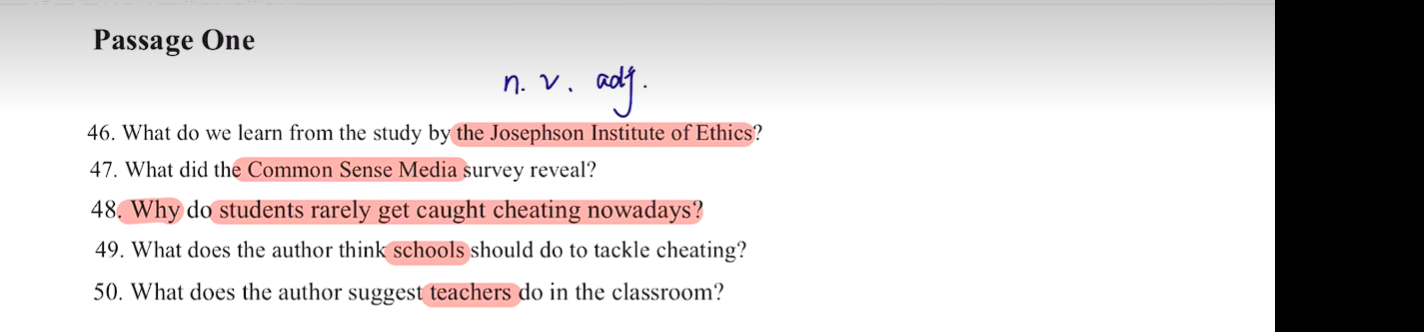 Passage One
n. v. adj.
46. What do we learn from the study by the Josephson Institute of Ethics?
47. What did the Common Sense Media survey reveal?
48. Why do students rarely get caught cheating nowadays?
49. What does the author think schools should do to tackle cheating?
50. What does the author suggest teachers do in the classroom?